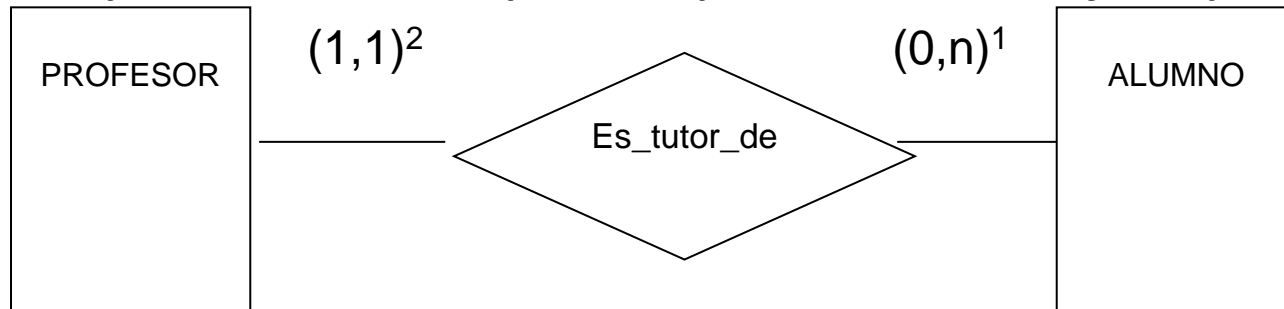 (1,1)²
(0,n)¹
PROFESOR
ALUMNO
Es_tutor_de